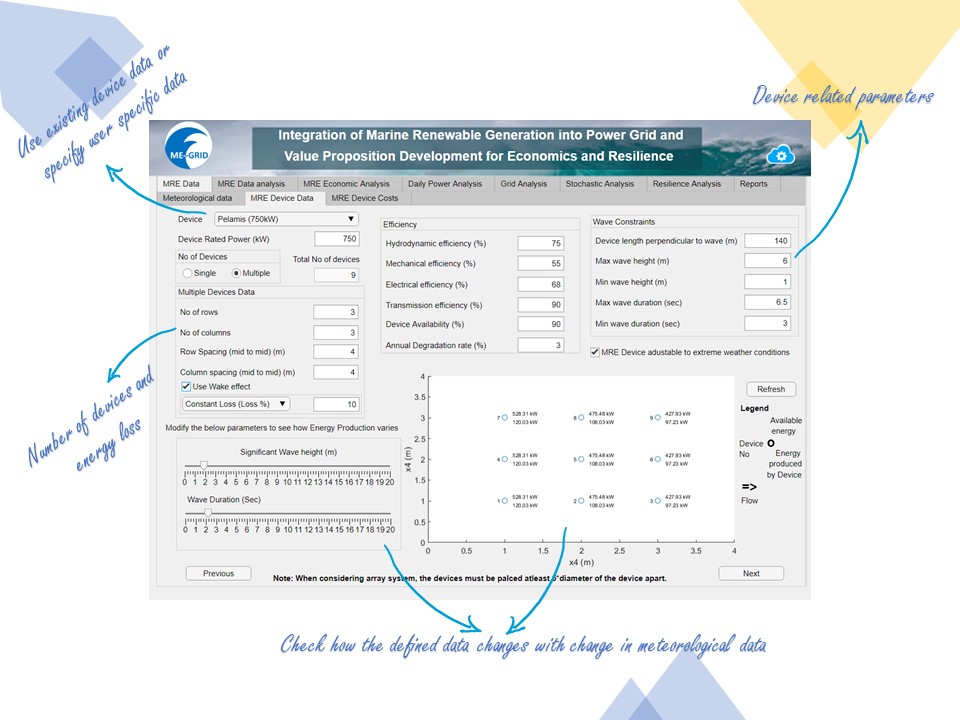 Use existing device data or
specify user specific data
Device related parameters
ME-GRID
Integration of Marine Renewable Generation into Power Grid and
Value Proposition Development for Economics and Resilience
MRE Data
MRE Data analysis
MRE Economic Analysis
Daily Power Analysis
Grid Analysis
Stochastic Analysis
Resilience Analysis
Reports
Meteorological data
MRE Device Data
MRE Device Costs
Device
Pelamis (750kW)
Device Rated Power (kW)
750
No of Devices
Single
Multiple
Total No of devices
9
Multiple Devices Data
No of rows
3
No of columns
3
Row Spacing (mid to mid) (m)
4
Column spacing (mid to mid) (m)
4
Use Wake effect
Constant Loss (Loss %)
10
Efficiency
Hydrodynamic efficiency (%)
75
Mechanical efficiency (%)
55
Electrical efficiency (%)
68
Transmission efficiency (%)
90
Device Availability (%)
90
Annual Degradation rate (%)
3
Wave Constraints
Device length perpendicular to wave (m)
140
Max wave height (m)
6
Min wave height (m)
1
Max wave duration (sec)
6.5
Min wave duration (sec)
3
MRE Device adustable to extreme weather conditions
Number of devices and
energy loss
Modify the below parameters to see how Energy Production varies
Significant Wave height (m)
0 1 2 3 4 5 6 7 8 9 10 11 12 13 14 15 16 17 18 19 20
Wave Duration (Sec)
0 1 2 3 4 5 6 7 8 9 10 11 12 13 14 15 16 17 18 19 20
4
3.5
3
2.5
2
1.5
1
0.5
0
x4 (m)
7 528.31 kW
120.03 kW
8 475.48 kW
108.03 kW
9 427.93 kW
97.23 kW
4 528.31 kW
120.03 kW
5 475.48 kW
108.03 kW
6 427.93 kW
97.23 kW
1 528.31 kW
120.03 kW
2 475.48 kW
108.03 kW
3 427.93 kW
97.23 kW
0 0.5 1 1.5 2 2.5 3 3.5 4
x4 (m)
Refresh
Legend
Available
energy
Device
No
O
Energy
produced
by Device
=>
Flow
Previous
Note: When considering array system, the devices must be palced atleast diameter of the device apart.
Next
Check how the defined data changes with change in meteorological data